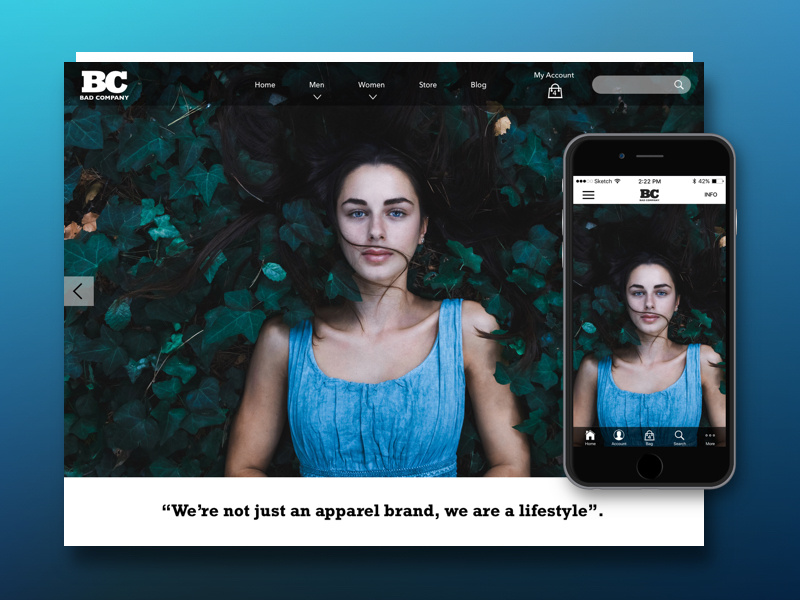 BC
BAD COMPANY
Home
Men
Women
Store
Blog
My Account
●●●○○ Sketch
2:22 PM
42%
BC
BAD COMPANY
INFO
Home
Account
Bag
Search
More
“We’re not just an apparel brand, we are a lifestyle”.